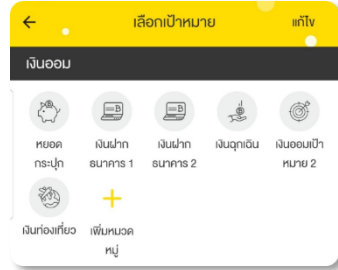 เลือกเป้าหมาย แก้ไข
เงินออม
หยอด เงินฝาก เงินฝาก เงินฉุกเฉิน เงินออมเป้า
กระปุก ธนาคาร 1 ธนาคาร 2 หมาย 2
เงินท่องเที่ยว เพิ่มหมวด
หมู่